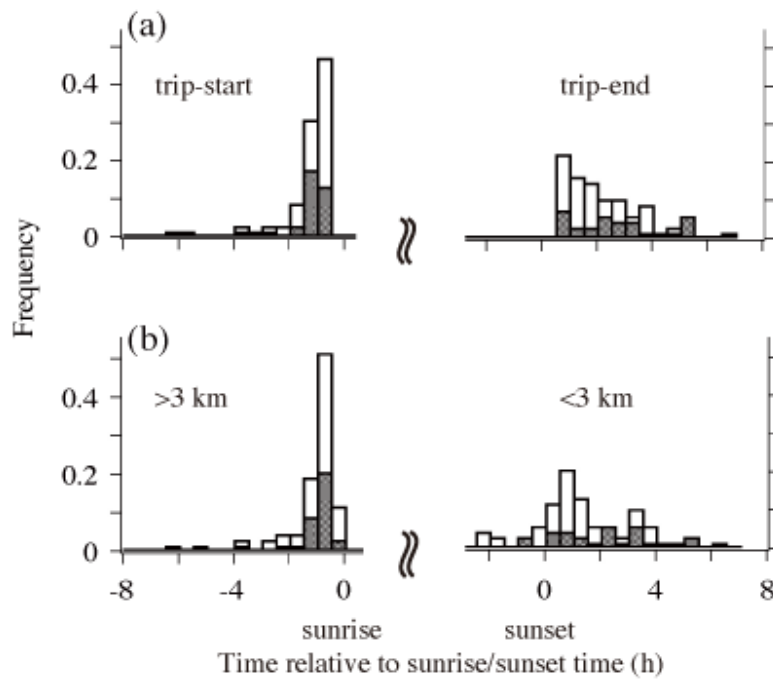 (a)
trip-start
trip-end
0.4
0.2
0
Frequency
(b)
>3 km
<3 km
0.4
0.2
0
-8 -4 0 0 4 8
sunrise sunset
Time relative to sunrise/sunset time (h)